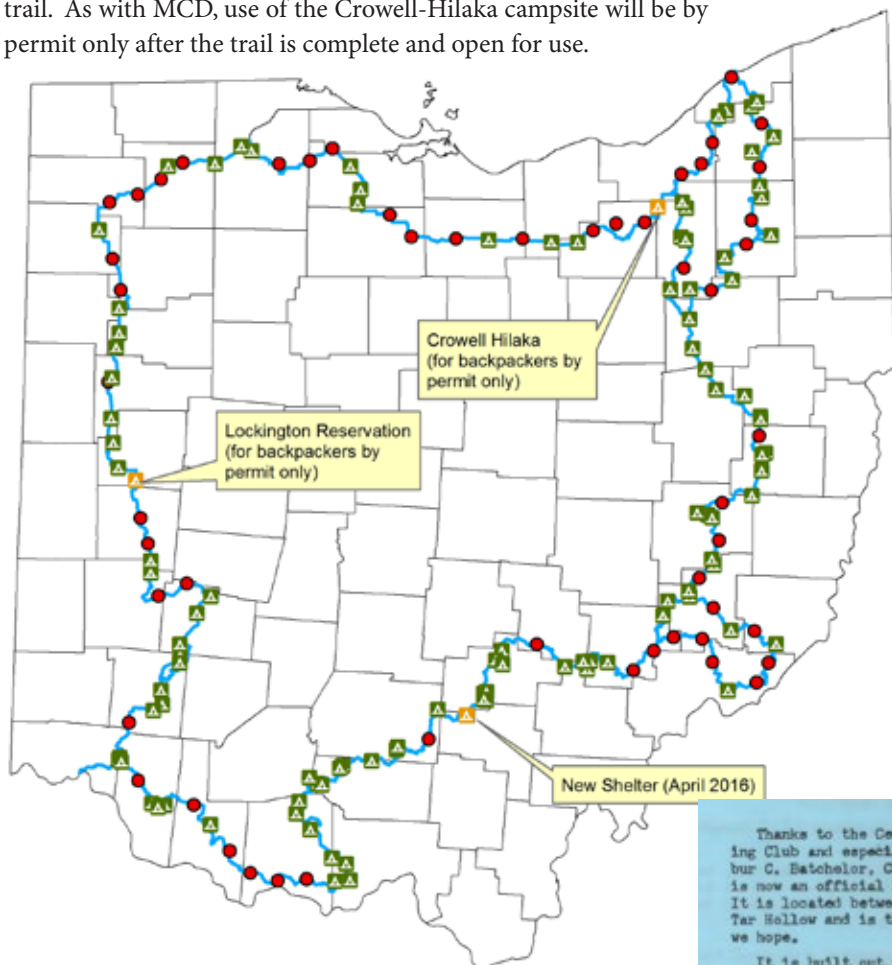 trail. As with MCD, use of the Crowell-Hilaka campsite will be by
permit only after the trail is complete and open for use.
Crowell Hilaka
(for backpackers by
permit only)
Lockington Reservation
(for backpackers by
permit only)
New Shelter (April 2016)
Thanks to the
ing Club and
bur C. Batchelor,
is now an official
It is located
Tar Hollow and is
we hope.
It is built out